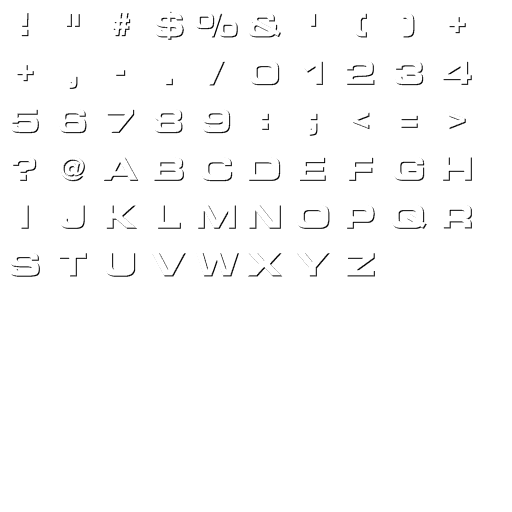 ! " # $ % & ' ( ) +
+ , - . / 0 1 2 3 4
5 6 7 8 9 : ; < = >
? @ A B C D E F G H
I J K L M N O P Q R
S T U V W X Y Z